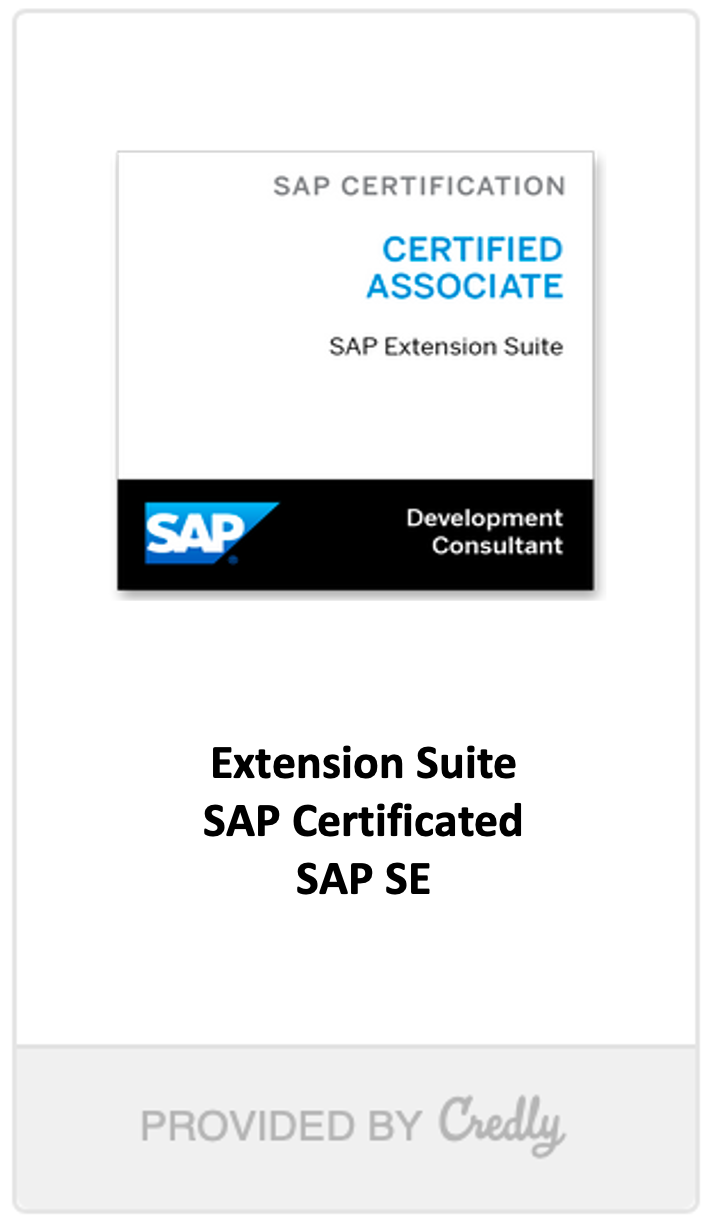 SAP CERTIFICATION
CERTIFIED
ASSOCIATE
SAP Extension Suite
SAP
Development
Consultant
Extension Suite
SAP Certificated
SAP SE
PROVIDED BY Credly